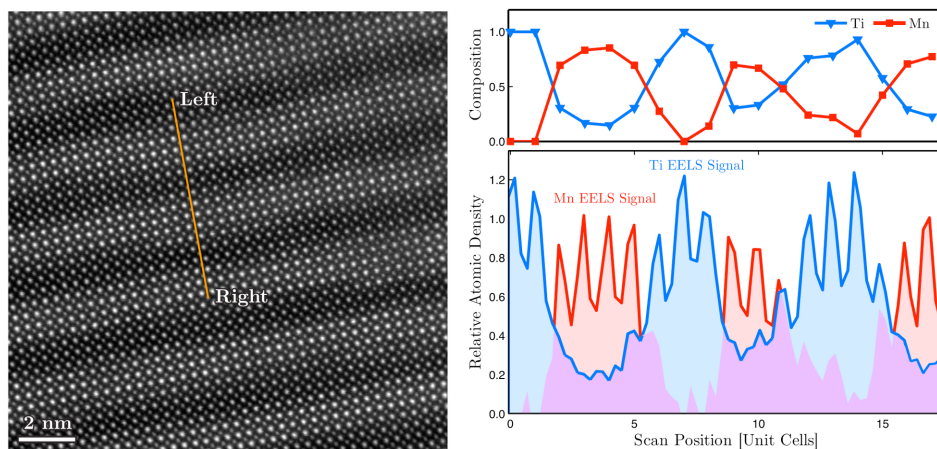 Left
Right
2 nm
Ti Mn
1.0
0.5
0.0
Composition
Ti EELS Signal
Mn EELS Signal
1.2
1.0
0.8
0.6
0.4
0.2
0.0
Relative Atomic Density
0 5 10 15
Scan Position [Unit Cells]